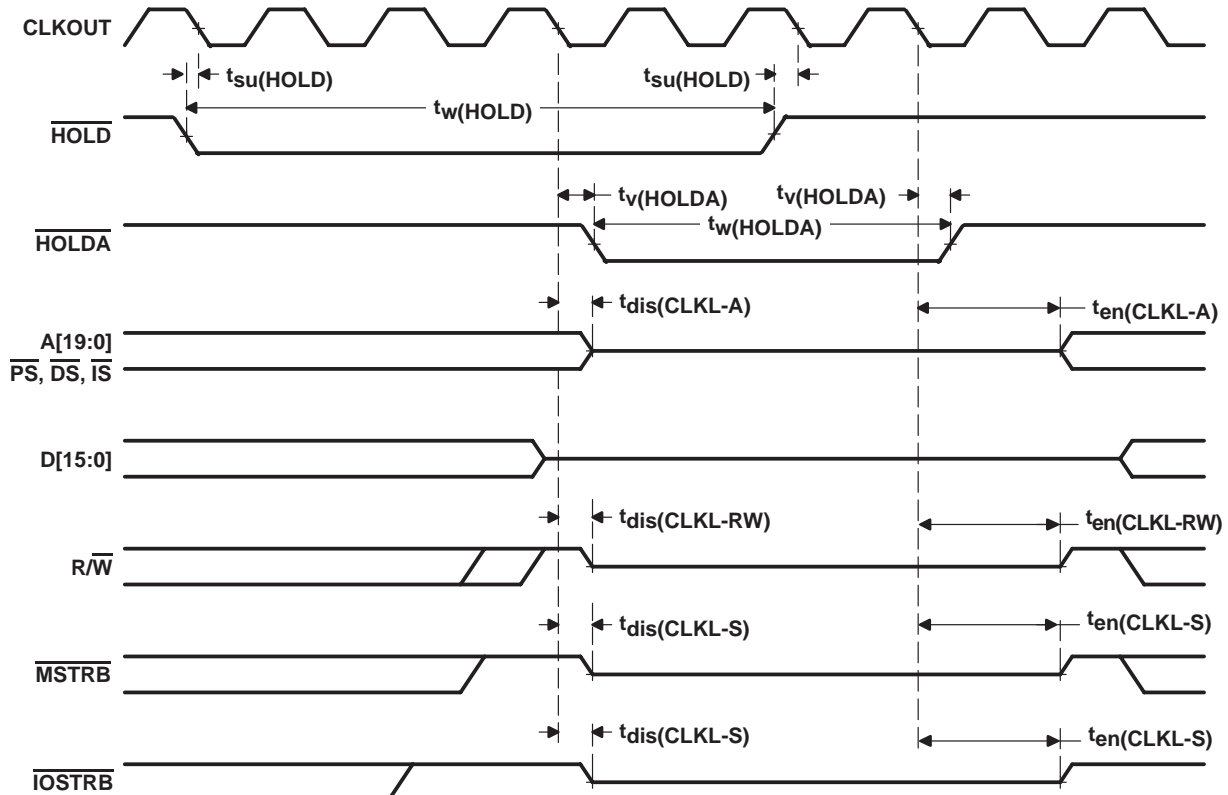 CLKOUT
tsu(HOLD)
tsu(HOLD)
tw(HOLD)
HOLD
tv(HOLDA)
tv(HOLDA)
tw(HOLDA)
HOLDA
tdis(CLKL-A)
ten(CLKL-A)
A[19:0]
PS, DS, IS
D[15:0]
tdis(CLKL-RW)
ten(CLKL-RW)
R/W
tdis(CLKL-S)
ten(CLKL-S)
MSTRB
tdis(CLKL-S)
ten(CLKL-S)
IOSTRB